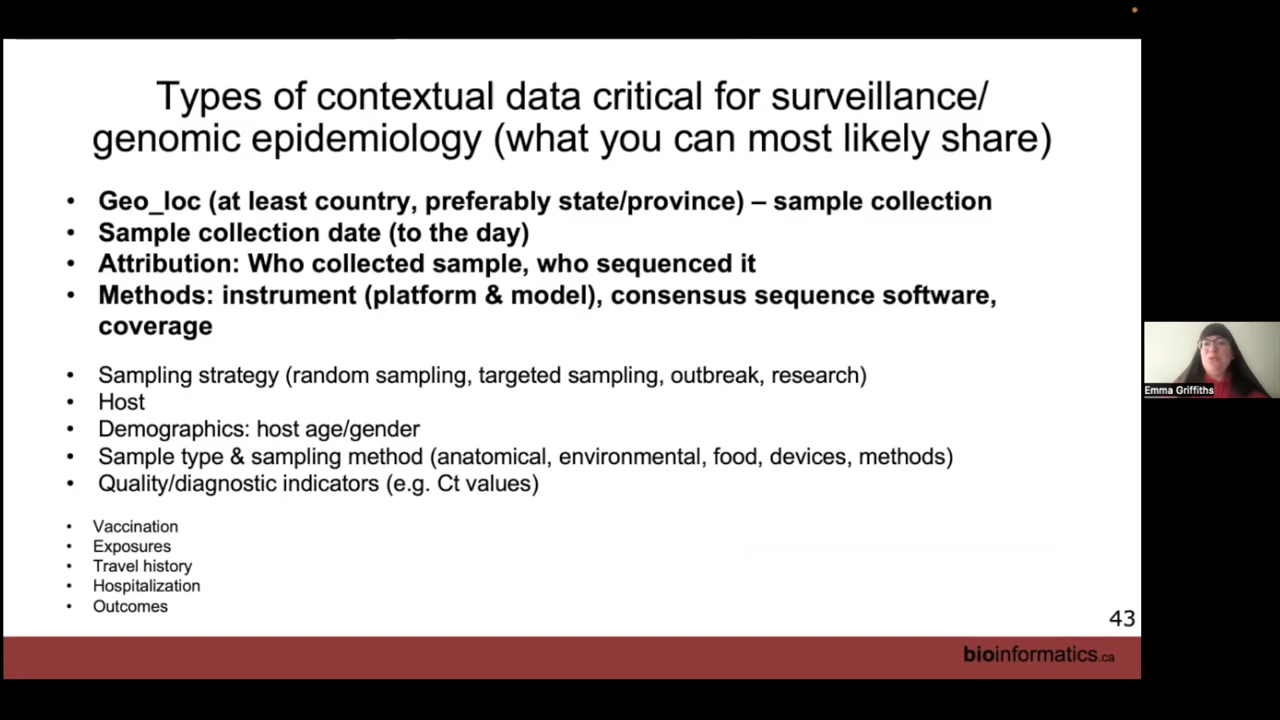 Types of contextual data critical for surveillance/
genomic epidemiology (what you can most likely share)
• Geo_loc (at least country, preferably state/province) – sample collection
• Sample collection date (to the day)
• Attribution: Who collected sample, who sequenced it
• Methods: instrument (platform & model), consensus sequence software,
coverage
• Sampling strategy (random sampling, targeted sampling, outbreak, research)
• Host
• Demographics: host age/gender
• Sample type & sampling method (anatomical, environmental, food, devices, methods)
• Quality/diagnostic indicators (e.g. Ct values)
• Vaccination
• Exposures
• Travel history
• Hospitalization
• Outcomes
43
bioinformatics.ca
Emma Griffiths